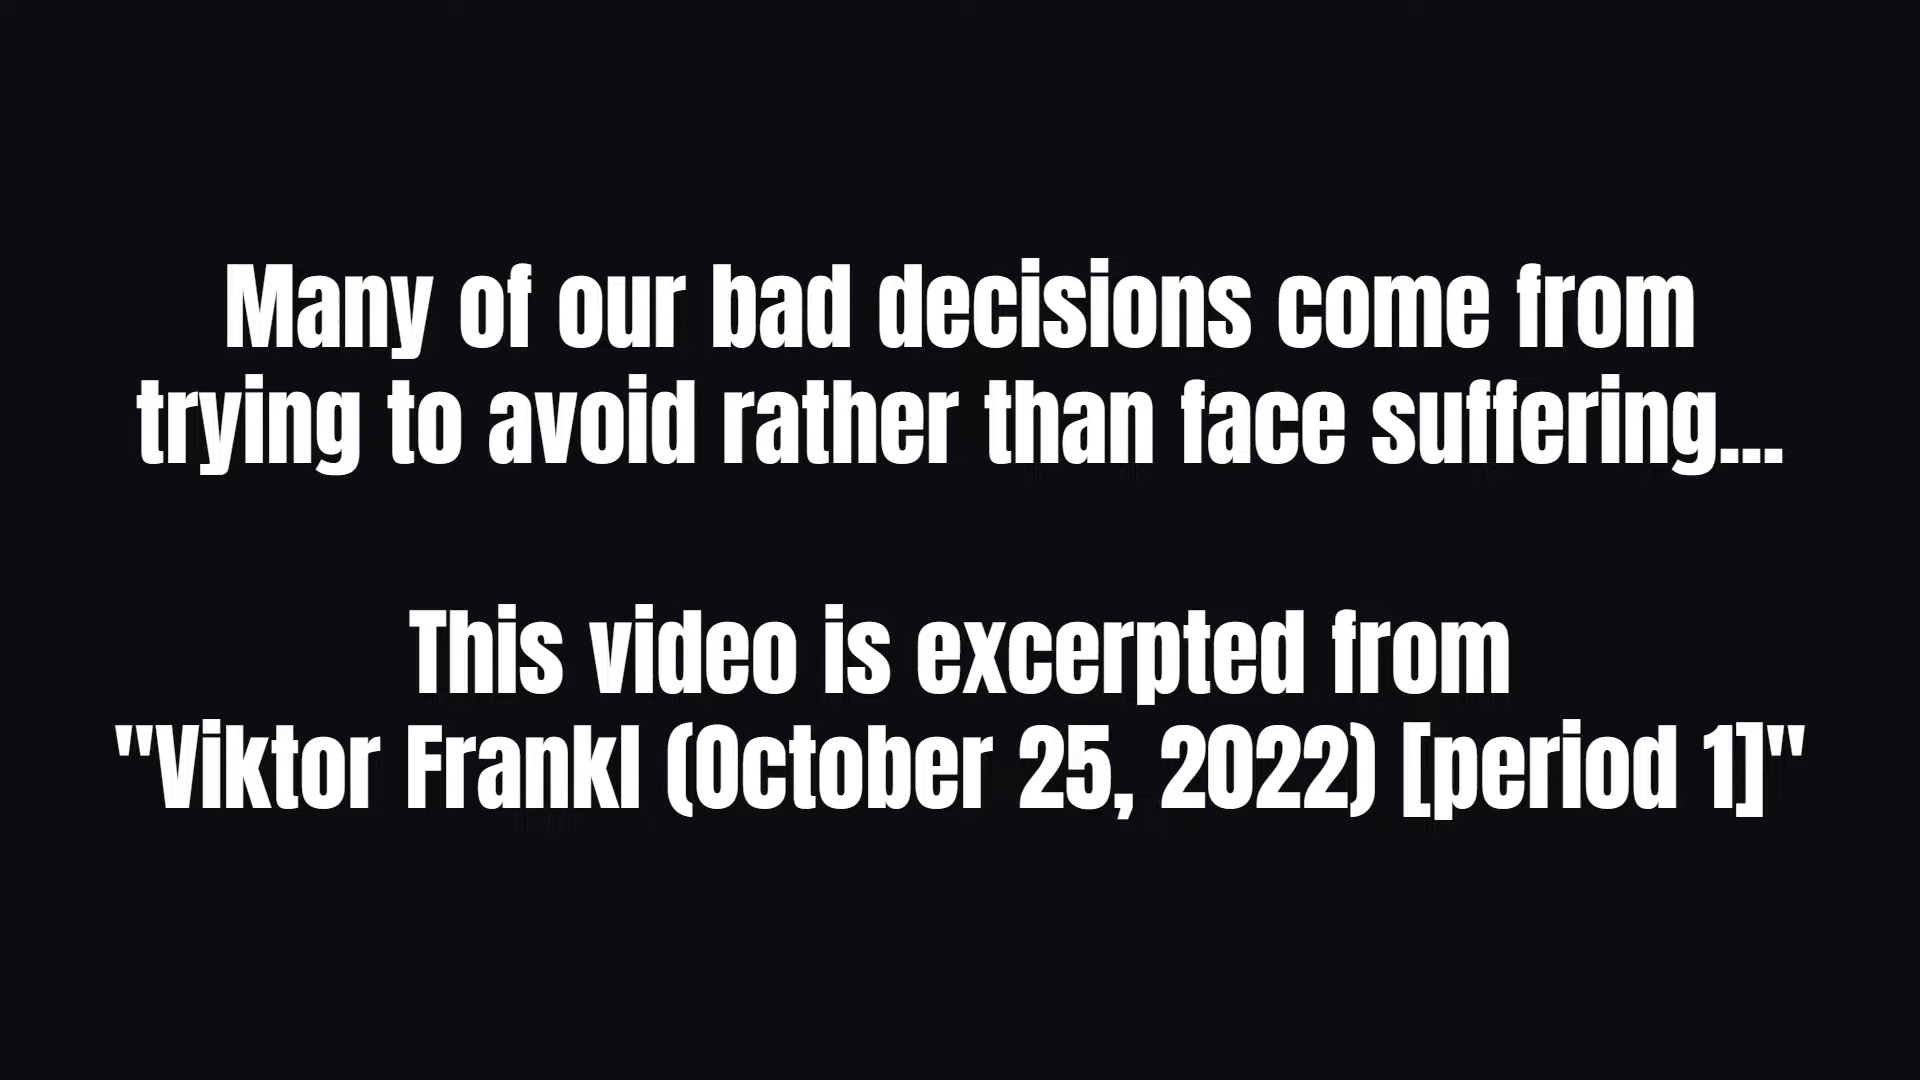 Many of our bad decisions come from
trying to avoid rather than face suffering...
This video is excerpted from
"Viktor Frankl (October 25, 2022) [period 1]"